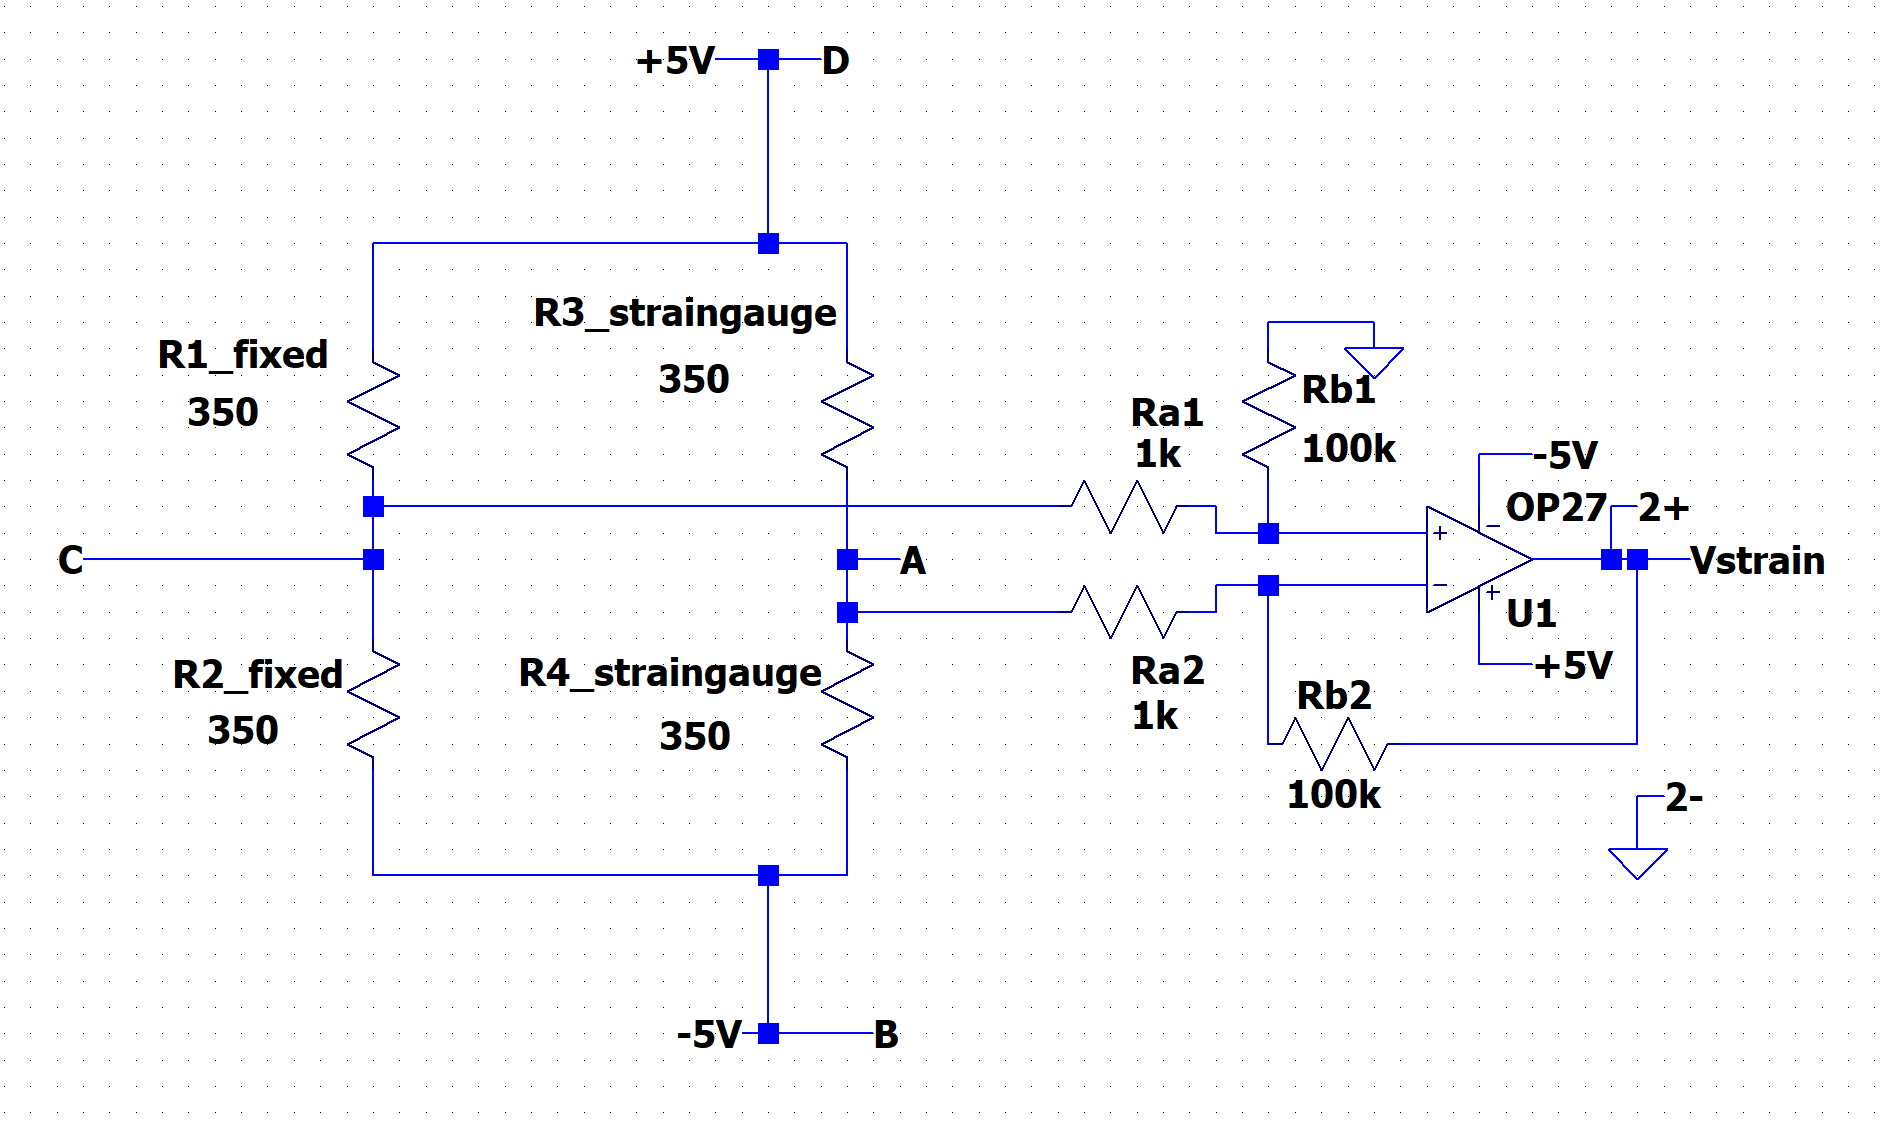 +5V
D
R3_straingauge
350
R1_fixed
350
Rb1
100k
Ra1
1k
-5V
OP27
2+
C
A
+
−
−
+
Vstrain
U1
+5V
R2_fixed
350
R4_straingauge
350
Ra2
1k
Rb2
100k
2-
-5V
B